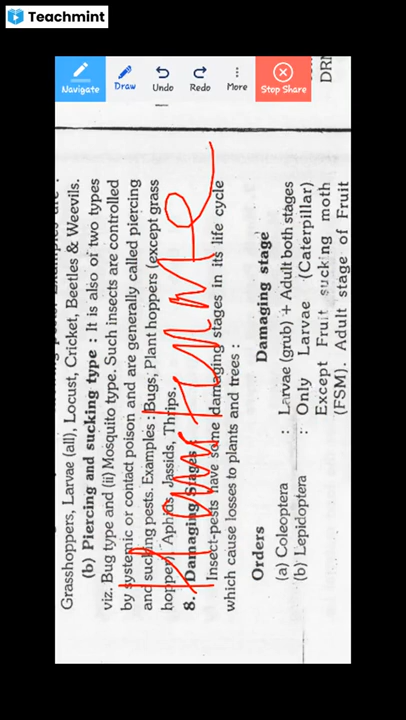 Teachmint
Navigate
Draw
Undo
Redo
More
Stop Share
Grasshoppers, Larvae (all), Locust, Cricket, Beetles & Weevils.
(b) Piercing and sucking type : It is also of two types
viz. Bug type and (ii) Mosquito type. Such insects are controlled
by systemic or contact poison and are generally called piercing
and sucking pests. Examples : Bugs, Plant hoppers (except grass
hopper) Aphids, Jassids, Thrips.
8. Damaging Stages
Insect-pests have some damaging stages in its life cycle
which cause losses to plants and trees :
Orders Damaging stage
(a) Coleoptera : Larvae (grub) + Adult both stages
(b) Lepidoptera : Only Larvae (Caterpillar)
Except Fruit sucking moth
(FSM). Adult stage of Fruit